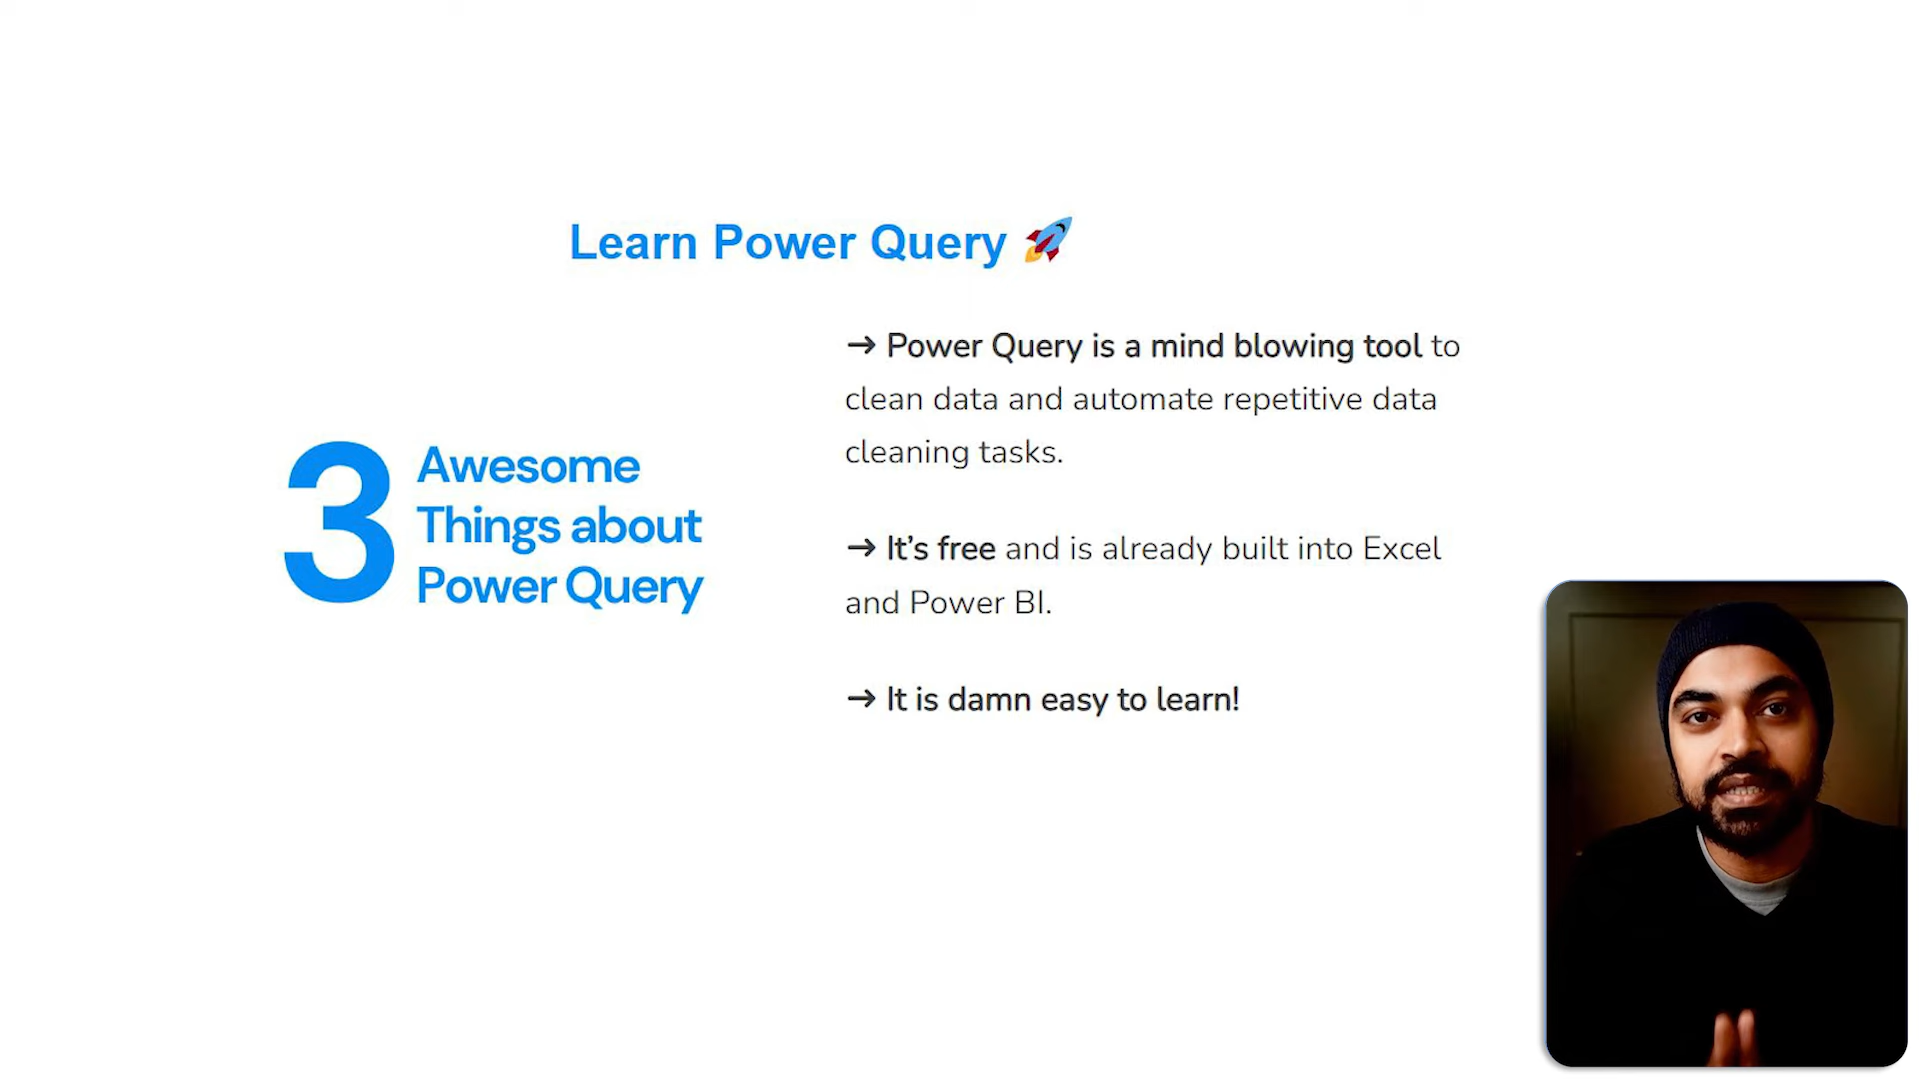 Learn Power Query 🚀
3
Awesome
Things about
Power Query
→ Power Query is a mind blowing tool to
clean data and automate repetitive data
cleaning tasks.
→ It’s free and is already built into Excel
and Power BI.
→ It is damn easy to learn!